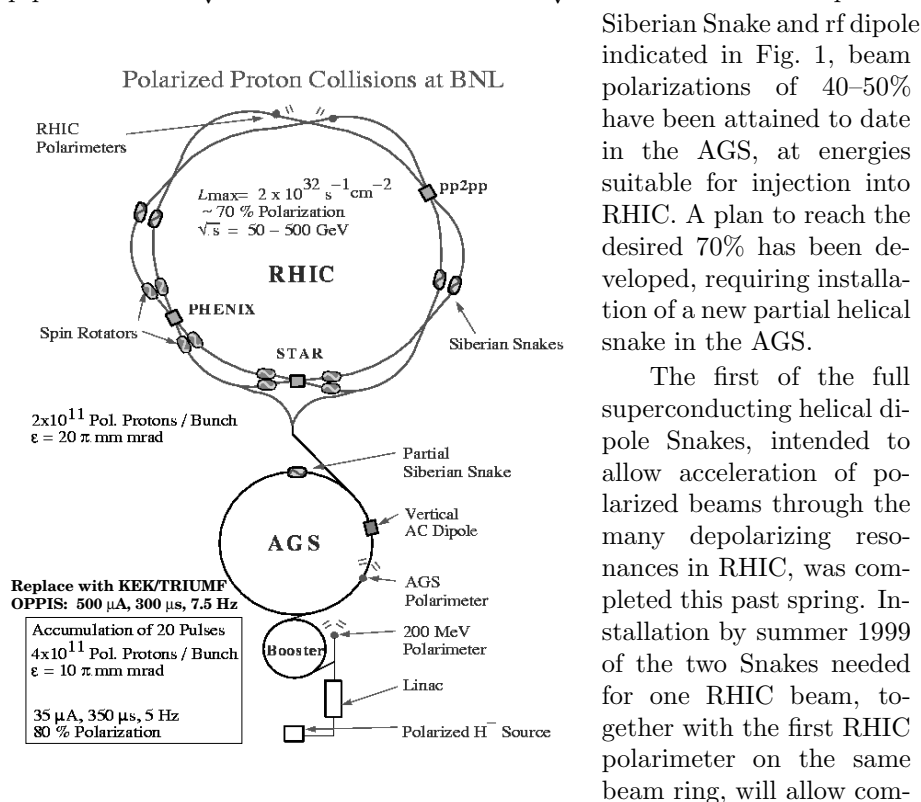 Siberian Snake and rf dipole
indicated in Fig. 1, beam
polarizations of 40–50%
have been attained to date
in the AGS, at energies
suitable for injection into
RHIC. A plan to reach the
desired 70% has been de-
veloped, requiring installa-
tion of a new partial helical
snake in the AGS.
The first of the full
superconducting helical di-
pole Snakes, intended to
allow acceleration of po-
larized beams through the
many depolarizing reso-
nances in RHIC, was com-
pleted this past spring. In-
stallation by summer 1999
of the two Snakes needed
for one RHIC beam, to-
gether with the first RHIC
polarimeter on the same
beam ring, will allow com-
Polarized Proton Collisions at BNL
RHIC
Polarimeters
Lmax= 2 x 10^32 s^−1 cm^−2
~ 70 % Polarization
√s = 50 – 500 GeV
pp2pp
RHIC
PHENIX
Spin Rotators
STAR
Siberian Snakes
2x10^11 Pol. Protons / Bunch
ε = 20 π mm mrad
Partial
Siberian Snake
Vertical
AC Dipole
AGS
AGS
Polarimeter
Replace with KEK/TRIUMF
OPPIS: 500 μA, 300 μs, 7.5 Hz
Accumulation of 20 Pulses
4x10^11 Pol. Protons / Bunch
ε = 10 π mm mrad
35 μA, 350 μs, 5 Hz
80 % Polarization
Booster
200 MeV
Polarimeter
Linac
Polarized H^− Source